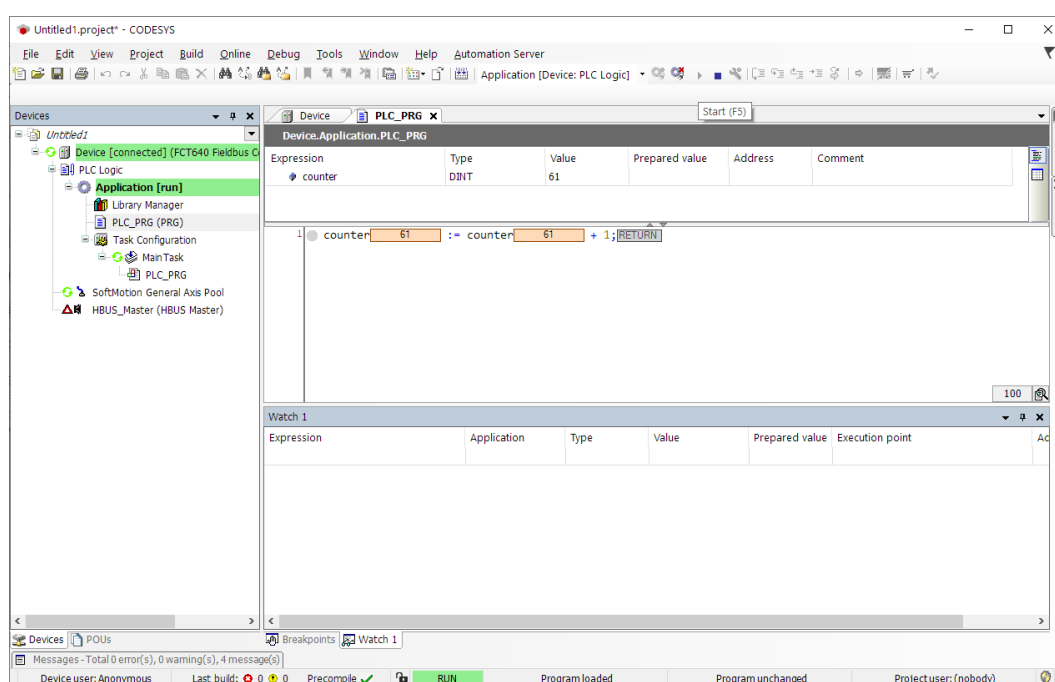 Untitled1.project* - CODESYS
File Edit View Project Build Online Debug Tools Window Help Automation Server
Application [Device: PLC Logic]
Start (F5)
Devices
Untitled1
Device [connected] (FCT640 Fieldbus
PLC Logic
Application [run]
Library Manager
PLC_PRG (PRG)
Task Configuration
MainTask
PLC_PRG
SoftMotion General Axis Pool
HBUS_Master (HBUS Master)
Device PLC_PRG
Device.Application.PLC_PRG
Expression Type Value Prepared value Address Comment
counter DINT 61
1 counter 61 := counter 61 + 1;RETURN
100
Watch 1
Expression Application Type Value Prepared value Execution point
Devices POUs
Breakpoints Watch 1
Messages - Total 0 error(s), 0 warning(s), 4 message(s)
Device user: Anonymous Last build: 0 0 Precompile RUN Program loaded Program unchanged Project user: (nobody)